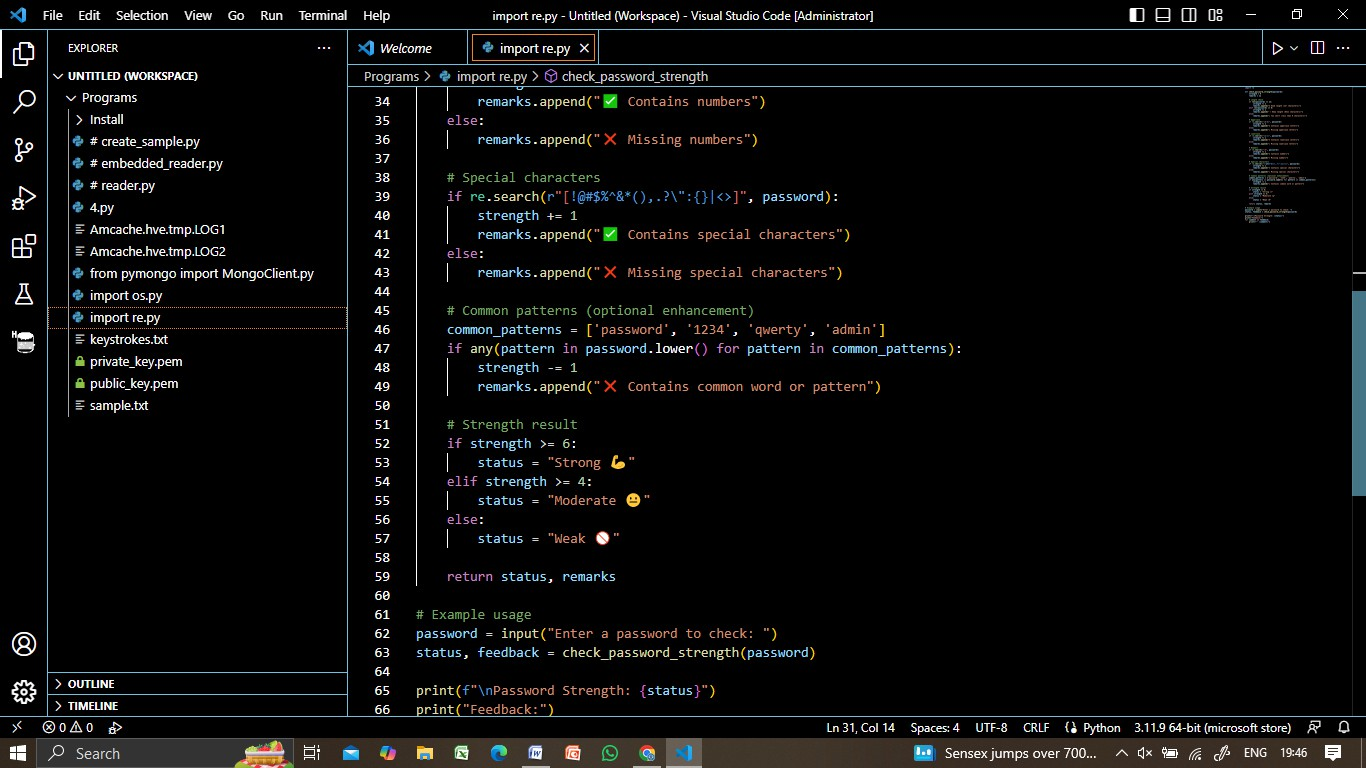 File Edit Selection View Go Run Terminal Help
import re.py - Untitled (Workspace) - Visual Studio Code [Administrator]
EXPLORER
UNTITLED (WORKSPACE)
Programs
Install
# create_sample.py
# embedded_reader.py
# reader.py
4.py
Amcache.hve.tmp.LOG1
Amcache.hve.tmp.LOG2
from pymongo import MongoClient.py
import os.py
import re.py
keystrokes.txt
private_key.pem
public_key.pem
sample.txt
OUTLINE
TIMELINE
Welcome
import re.py
Programs > import re.py > check_password_strength
34 remarks.append("✅ Contains numbers")
35 else:
36 remarks.append("❌ Missing numbers")
37
38 # Special characters
39 if re.search(r"[!@#$%^&*(),.?\":{}|<>]", password):
40 strength += 1
41 remarks.append("✅ Contains special characters")
42 else:
43 remarks.append("❌ Missing special characters")
44
45 # Common patterns (optional enhancement)
46 common_patterns = ['password', '1234', 'qwerty', 'admin']
47 if any(pattern in password.lower() for pattern in common_patterns):
48 strength -= 1
49 remarks.append("❌ Contains common word or pattern")
50
51 # Strength result
52 if strength >= 6:
53 status = "Strong 💪"
54 elif strength >= 4:
55 status = "Moderate 😐"
56 else:
57 status = "Weak 🚫"
58
59 return status, remarks
60
61 # Example usage
62 password = input("Enter a password to check: ")
63 status, feedback = check_password_strength(password)
64
65 print(f"\nPassword Strength: {status}")
66 print("Feedback:")
0 0 Ln 31, Col 14 Spaces: 4 UTF-8 CRLF Python 3.11.9 64-bit (microsoft store)
Search Sensex jumps over 700... ENG 19:46